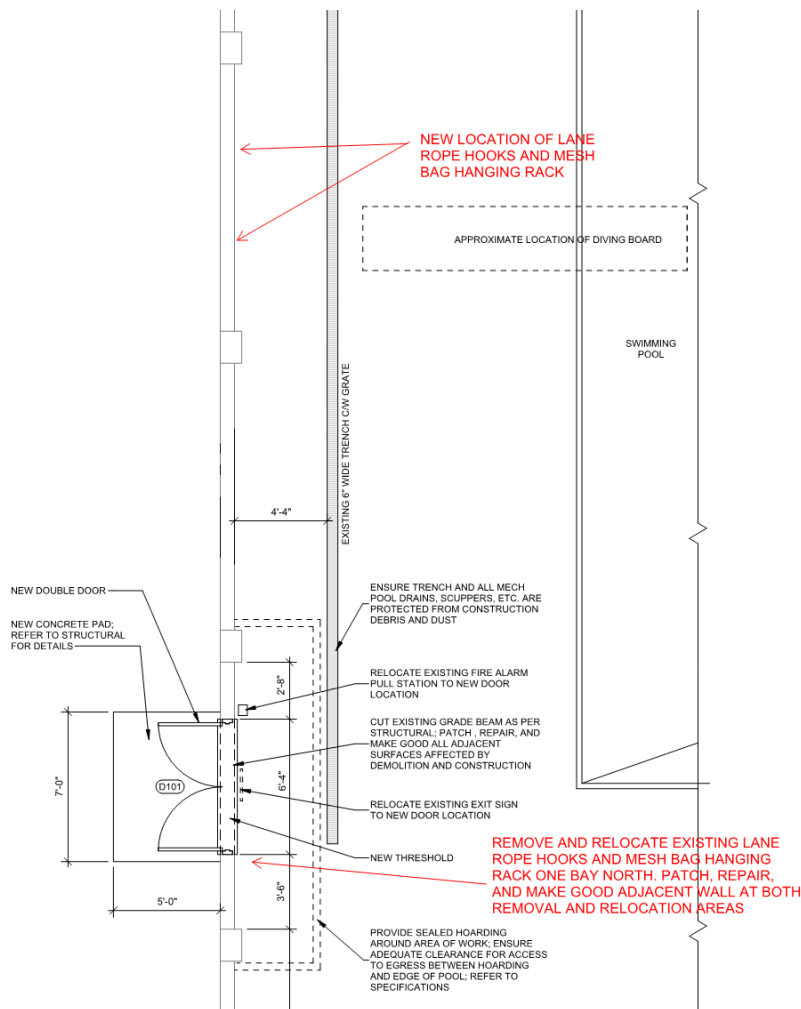 NEW LOCATION OF LANE
ROPE HOOKS AND MESH
BAG HANGING RACK
APPROXIMATE LOCATION OF DIVING BOARD
SWIMMING
POOL
EXISTING 6" WIDE TRENCH C/W GRATE
4'-4"
NEW DOUBLE DOOR
NEW CONCRETE PAD;
REFER TO STRUCTURAL
FOR DETAILS
ENSURE TRENCH AND ALL MECH
POOL DRAINS, SCUPPERS, ETC. ARE
PROTECTED FROM CONSTRUCTION
DEBRIS AND DUST
2'-8"
RELOCATE EXISTING FIRE ALARM
PULL STATION TO NEW DOOR
LOCATION
CUT EXISTING GRADE BEAM AS PER
STRUCTURAL; PATCH , REPAIR, AND
MAKE GOOD ALL ADJACENT
SURFACES AFFECTED BY
DEMOLITION AND CONSTRUCTION
7'-0"
D101
6'-4"
RELOCATE EXISTING EXIT SIGN
TO NEW DOOR LOCATION
NEW THRESHOLD
REMOVE AND RELOCATE EXISTING LANE
ROPE HOOKS AND MESH BAG HANGING
RACK ONE BAY NORTH. PATCH, REPAIR,
AND MAKE GOOD ADJACENT WALL AT BOTH
REMOVAL AND RELOCATION AREAS
5'-0"
3'-6"
PROVIDE SEALED HOARDING
AROUND AREA OF WORK; ENSURE
ADEQUATE CLEARANCE FOR ACCESS
TO EGRESS BETWEEN HOARDING
AND EDGE OF POOL; REFER TO
SPECIFICATIONS